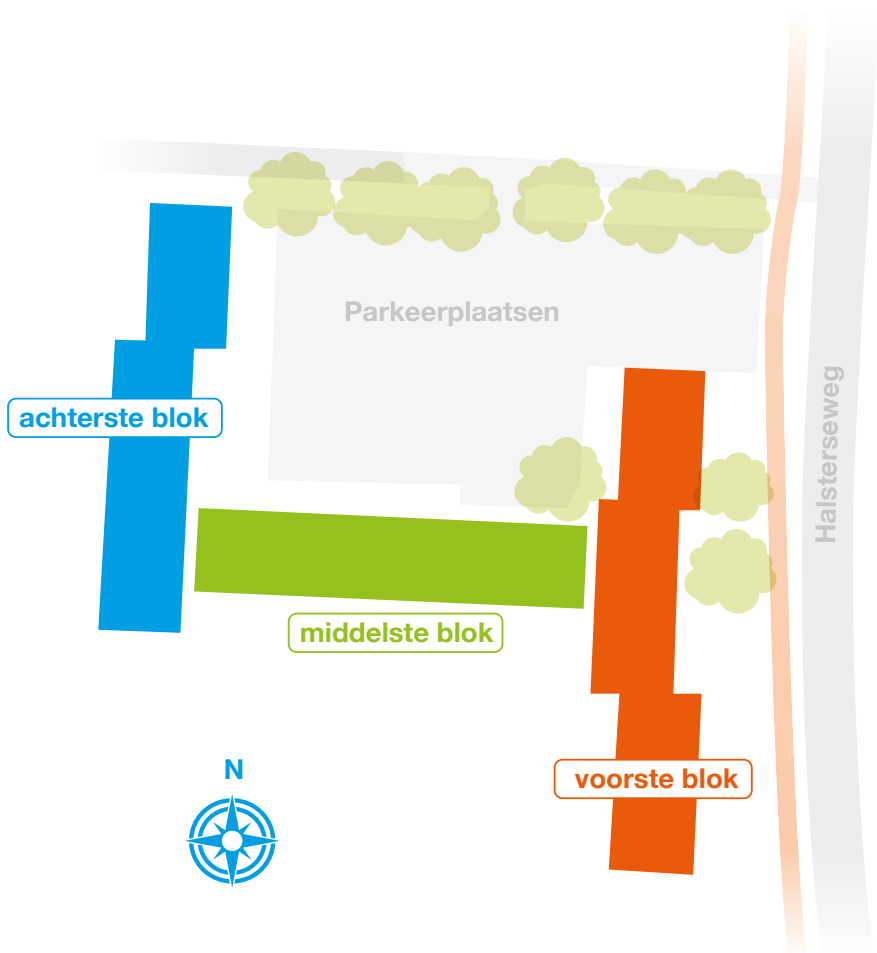 Parkeerplaatsen
achterste blok
Halsterseweg
middelste blok
N
voorste blok